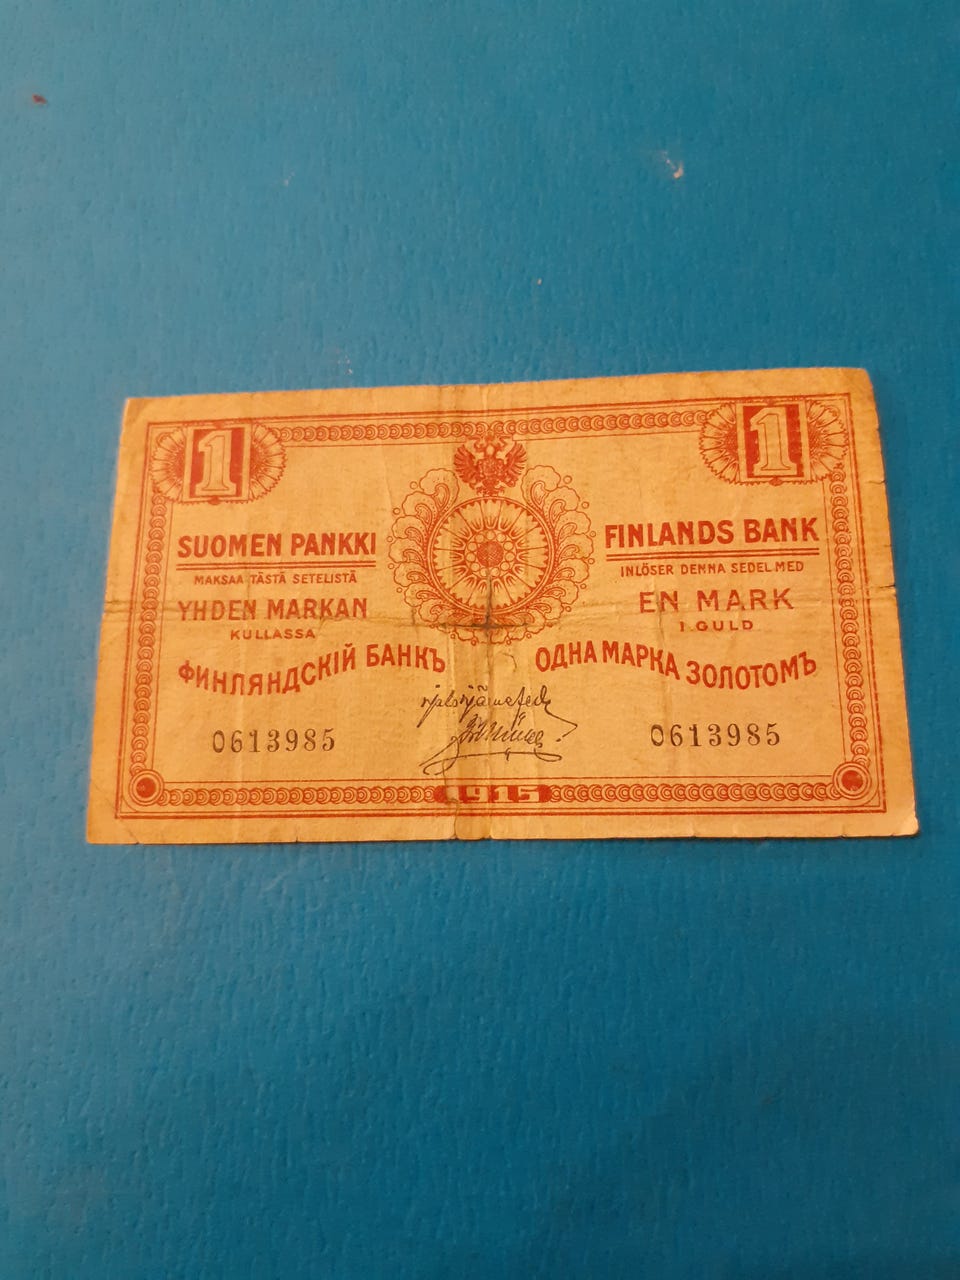 1
1
SUOMEN PANKKI
MAKSAA TÄSTÄ SETELISTÄ
YHDEN MARKAN
KULLASSA
FINLANDS BANK
INLÖSER DENNA SEDEL MED
EN MARK
I GULD
ФИНЛЯНДСКІЙ БАНКЪ
ОДНА МАРКА ЗОЛОТОМЪ
0613985
0613985
1915